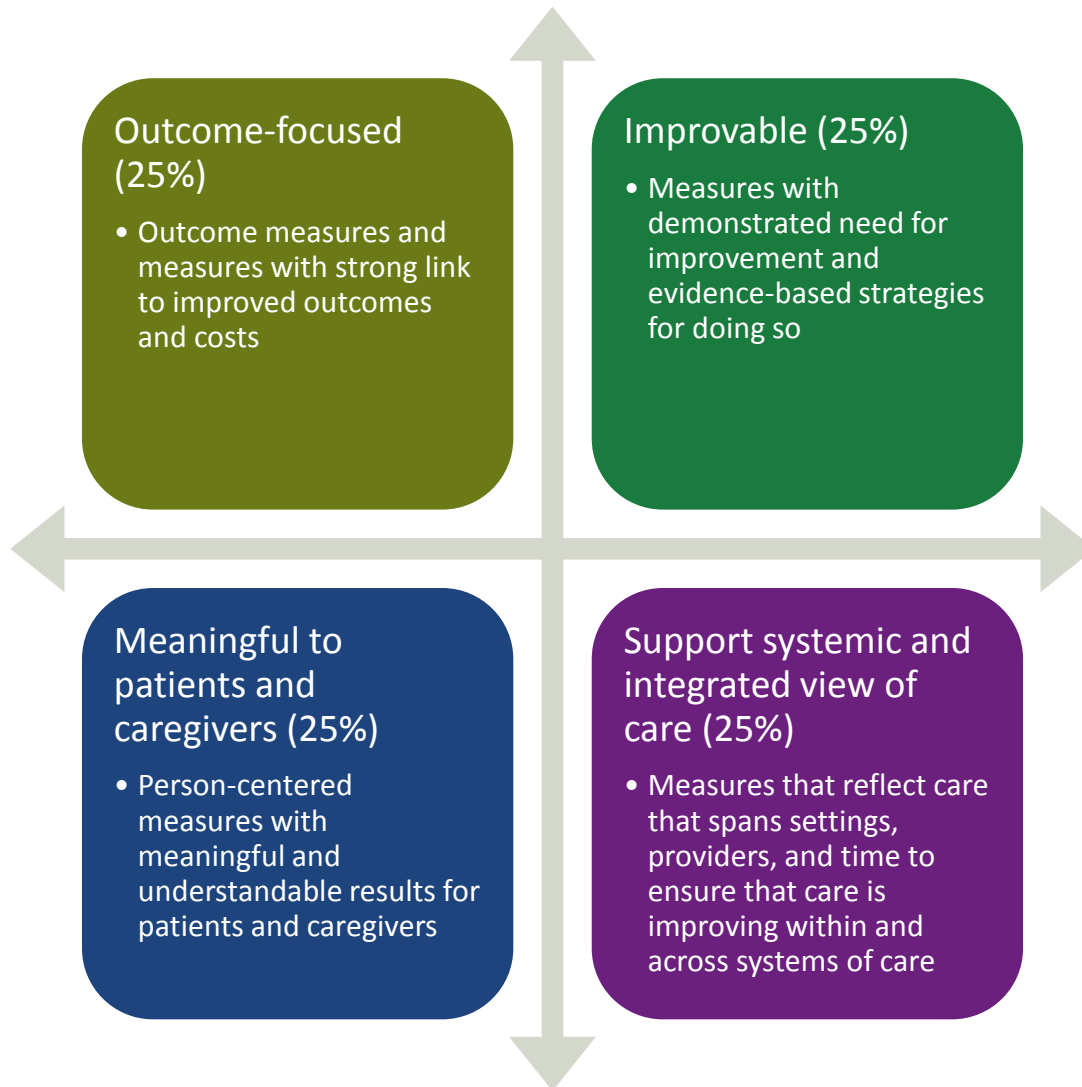 Outcome-focused
(25%)
• Outcome measures and
measures with strong link
to improved outcomes
and costs
Improvable (25%)
• Measures with
demonstrated need for
improvement and
evidence-based strategies
for doing so
Meaningful to
patients and
caregivers (25%)
• Person-centered
measures with
meaningful and
understandable results for
patients and caregivers
Support systemic and
integrated view of
care (25%)
• Measures that reflect care
that spans settings,
providers, and time to
ensure that care is
improving within and
across systems of care